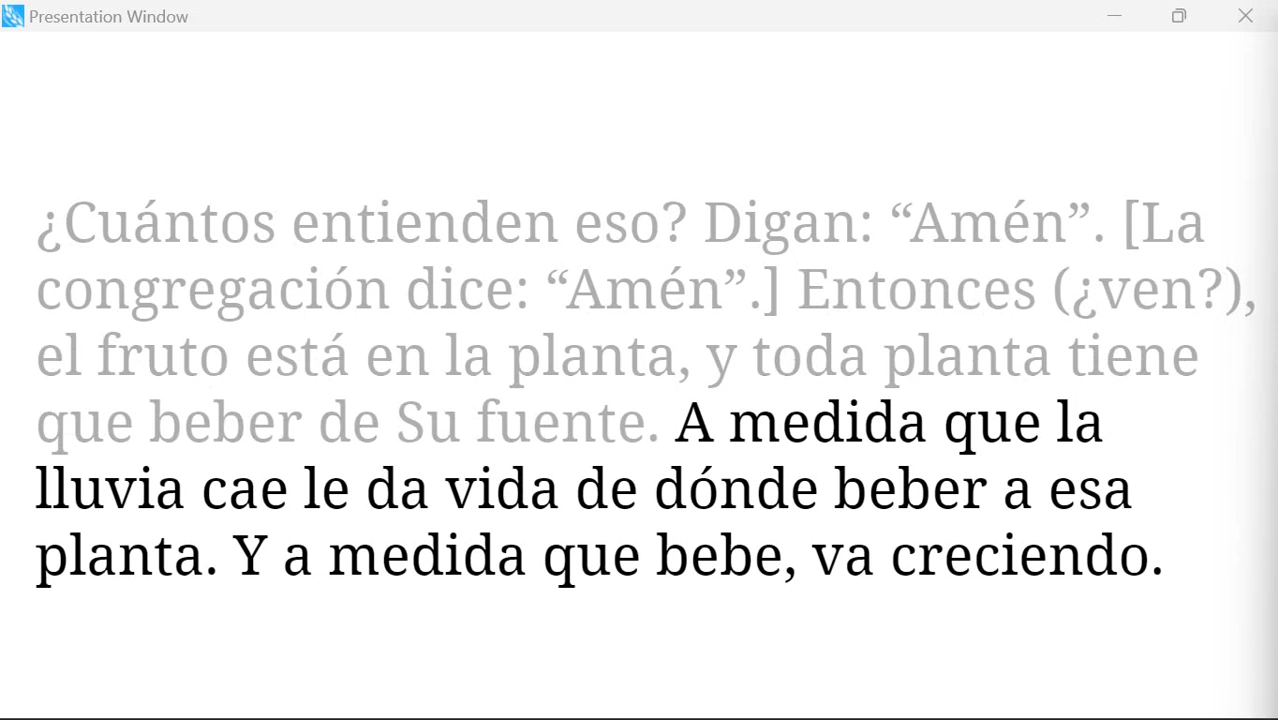 Presentation Window
¿Cuántos entienden eso? Digan: “Amén”. [La
congregación dice: “Amén”.] Entonces (¿ven?),
el fruto está en la planta, y toda planta tiene
que beber de Su fuente. A medida que la
lluvia cae le da vida de dónde beber a esa
planta. Y a medida que bebe, va creciendo.